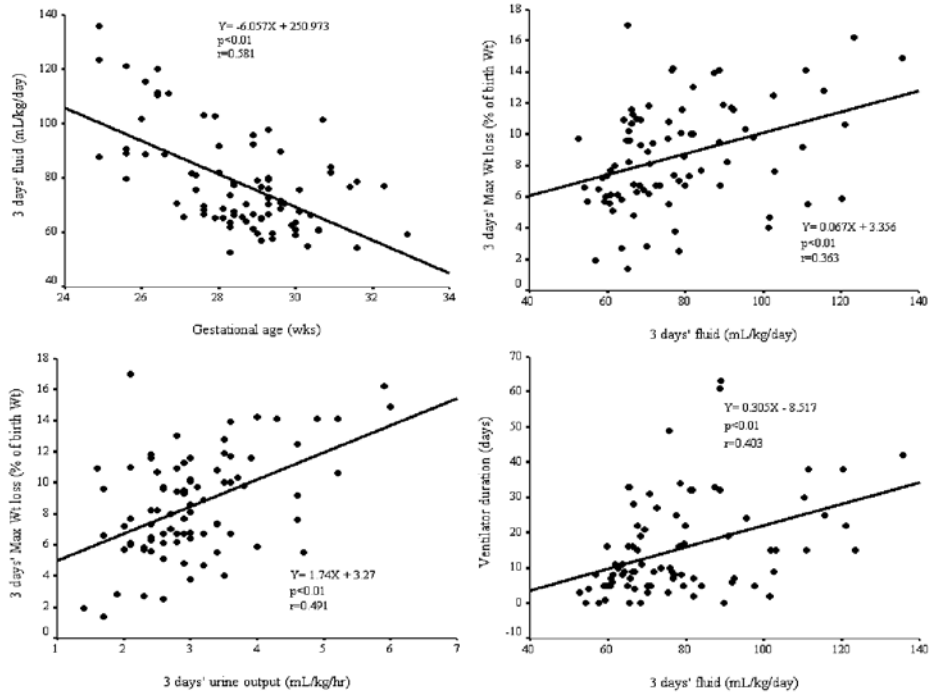 140
120
100
80
60
40
24 26 28 30 32 34
3 days' fluid (mL/kg/day)
Gestational age (wks)
Y= -6.057X + 250.973
p<0.01
r=0.581
18
16
14
12
10
8
6
4
2
0
40 60 80 100 120 140
3 days' Max Wt loss (% of birth Wt)
3 days' fluid (mL/kg/day)
Y= 0.067X + 3.356
p<0.01
r=0.363
18
16
14
12
10
8
6
4
2
0
1 2 3 4 5 6 7
3 days' Max Wt loss (% of birth Wt)
3 days' urine output (mL/kg/hr)
Y= 1.74X + 3.27
p<0.01
r=0.491
70
60
50
40
30
20
10
0
-10
40 60 80 100 120 140
Ventilator duration (days)
3 days' fluid (mL/kg/day)
Y= 0.305X - 8.517
p<0.01
r=0.403